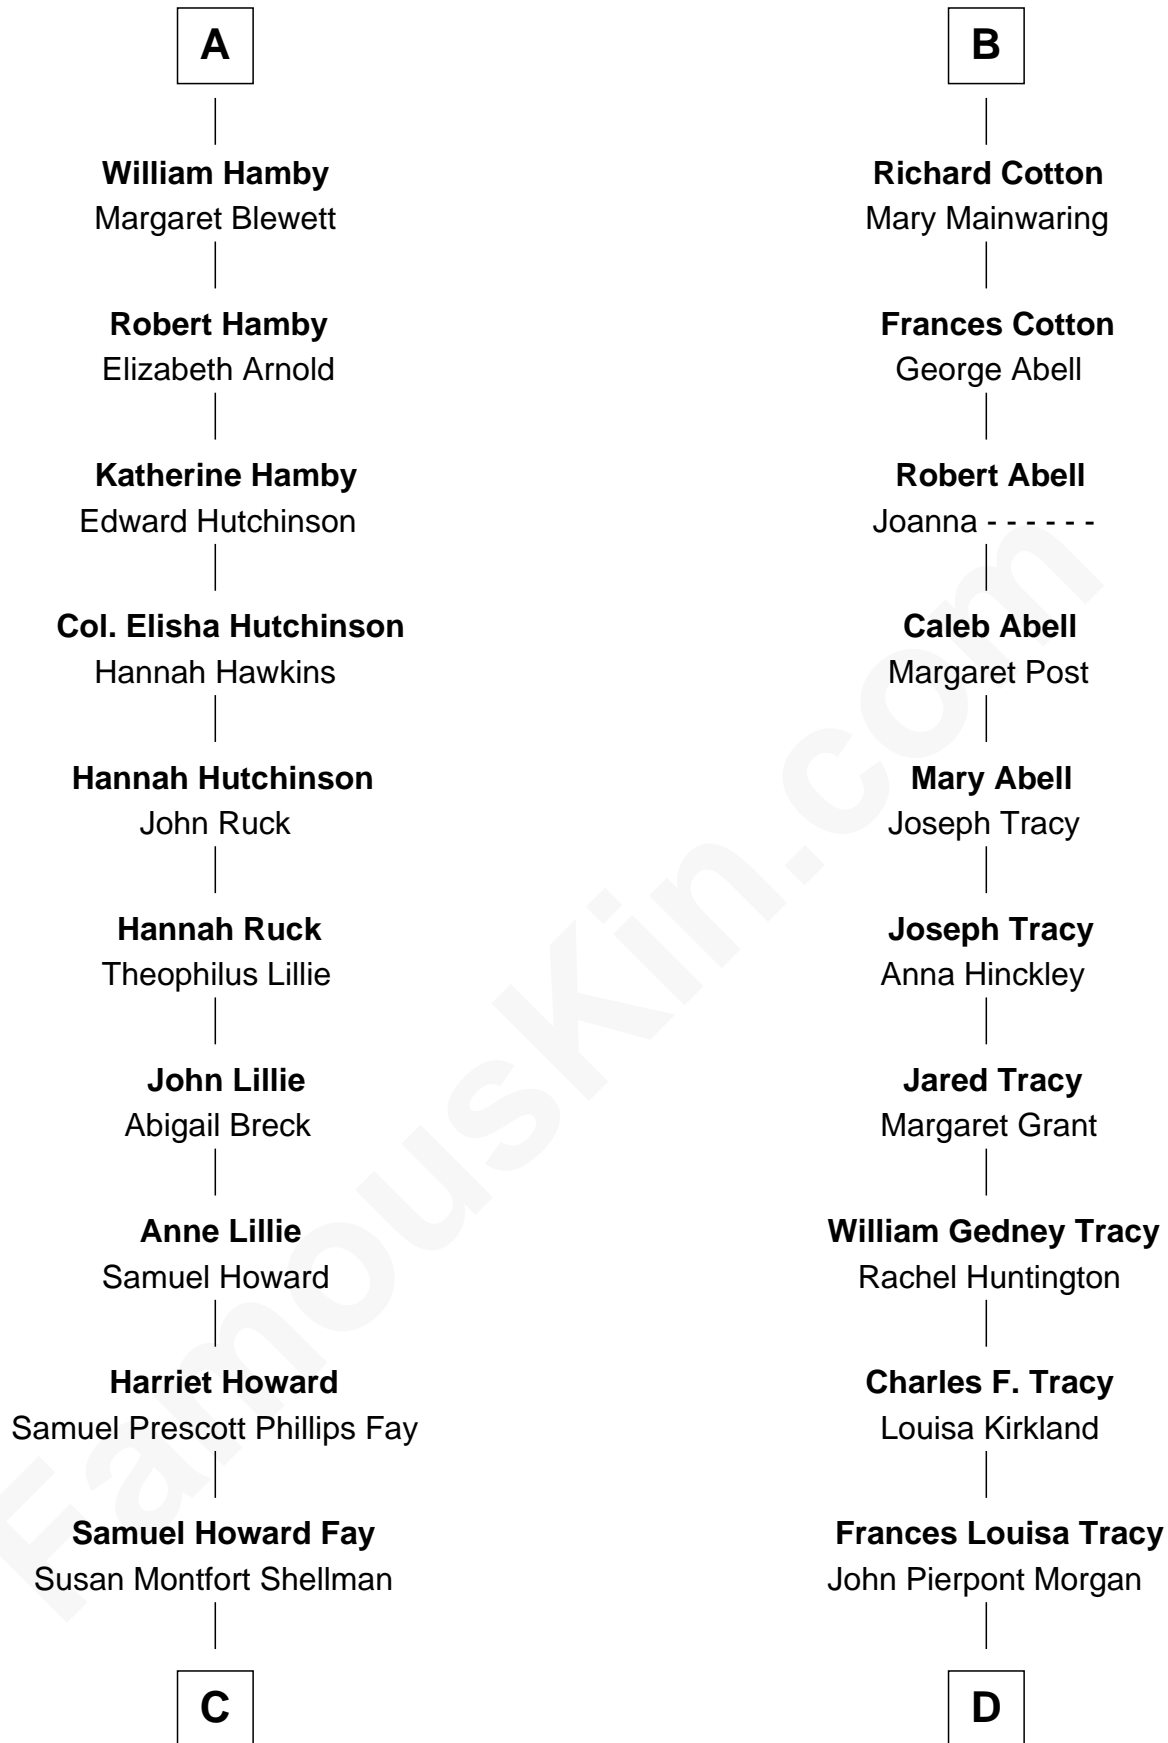 A
William Hamby
Margaret Blewett
Robert Hamby
Elizabeth Arnold
Katherine Hamby
Edward Hutchinson
Col. Elisha Hutchinson
Hannah Hawkins
Hannah Hutchinson
John Ruck
Hannah Ruck
Theophilus Lillie
John Lillie
Abigail Breck
Anne Lillie
Samuel Howard
Harriet Howard
Samuel Prescott Phillips Fay
Samuel Howard Fay
Susan Montfort Shellman
C
B
Richard Cotton
Mary Mainwaring
Frances Cotton
George Abell
Robert Abell
Joanna - - - - - -
Caleb Abell
Margaret Post
Mary Abell
Joseph Tracy
Joseph Tracy
Anna Hinckley
Jared Tracy
Margaret Grant
William Gedney Tracy
Rachel Huntington
Charles F. Tracy
Louisa Kirkland
Frances Louisa Tracy
John Pierpont Morgan
D
FamousKin.com